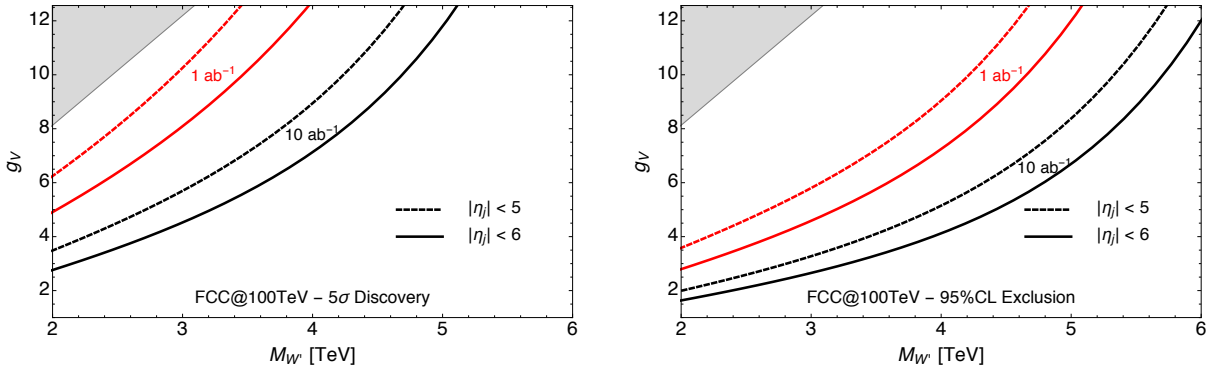 12
10
8
6
4
2
g_V
1 ab⁻¹
10 ab⁻¹
|η_j| < 5
|η_j| < 6
FCC@100TeV – 5σ Discovery
2 3 4 5 6
M_W' [TeV]
12
10
8
6
4
2
g_V
1 ab⁻¹
10 ab⁻¹
|η_j| < 5
|η_j| < 6
FCC@100TeV – 95%CL Exclusion
2 3 4 5 6
M_W' [TeV]